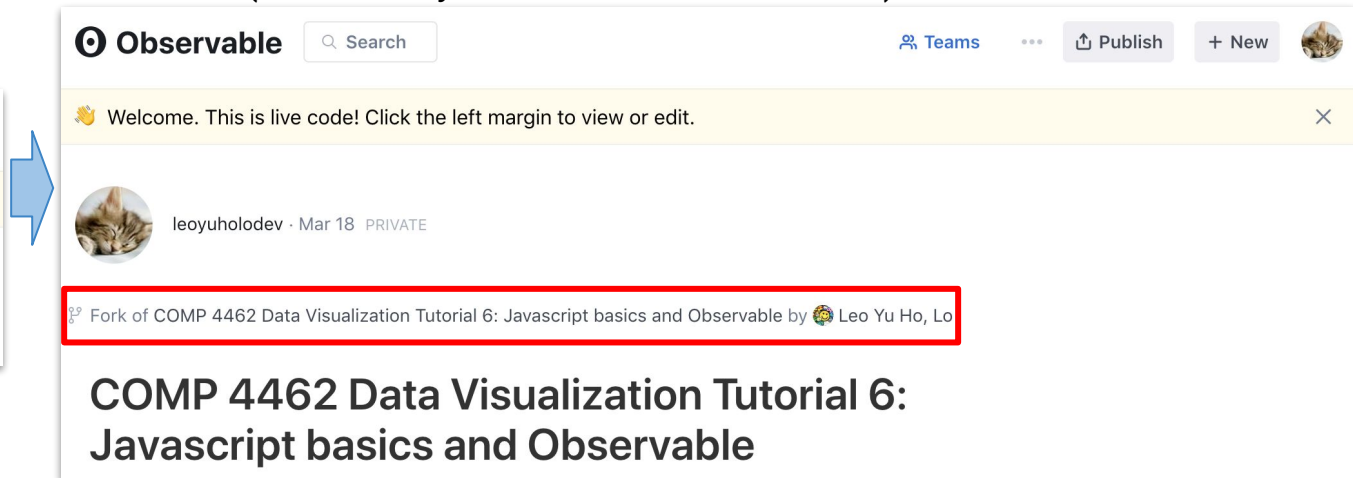 Observable
Search
Teams
Publish
+ New
Welcome. This is live code! Click the left margin to view or edit.
leoyuholodev · Mar 18 PRIVATE
Fork of COMP 4462 Data Visualization Tutorial 6: Javascript basics and Observable by Leo Yu Ho, Lo
COMP 4462 Data Visualization Tutorial 6:
Javascript basics and Observable